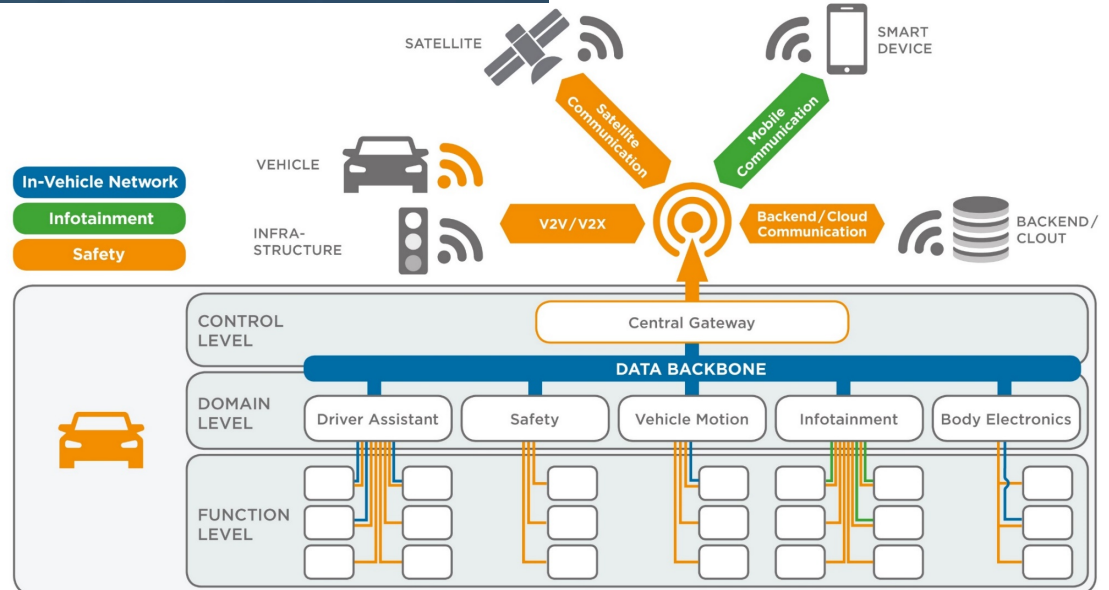 SATELLITE
SMART
DEVICE
Satellite
Communication
Mobile
Communication
VEHICLE
In-Vehicle Network
Infotainment
Safety
INFRA-
STRUCTURE
V2V/V2X
Backend/Cloud
Communication
BACKEND/
CLOUT
CONTROL
LEVEL
Central Gateway
DATA BACKBONE
DOMAIN
LEVEL
Driver Assistant
Safety
Vehicle Motion
Infotainment
Body Electronics
FUNCTION
LEVEL